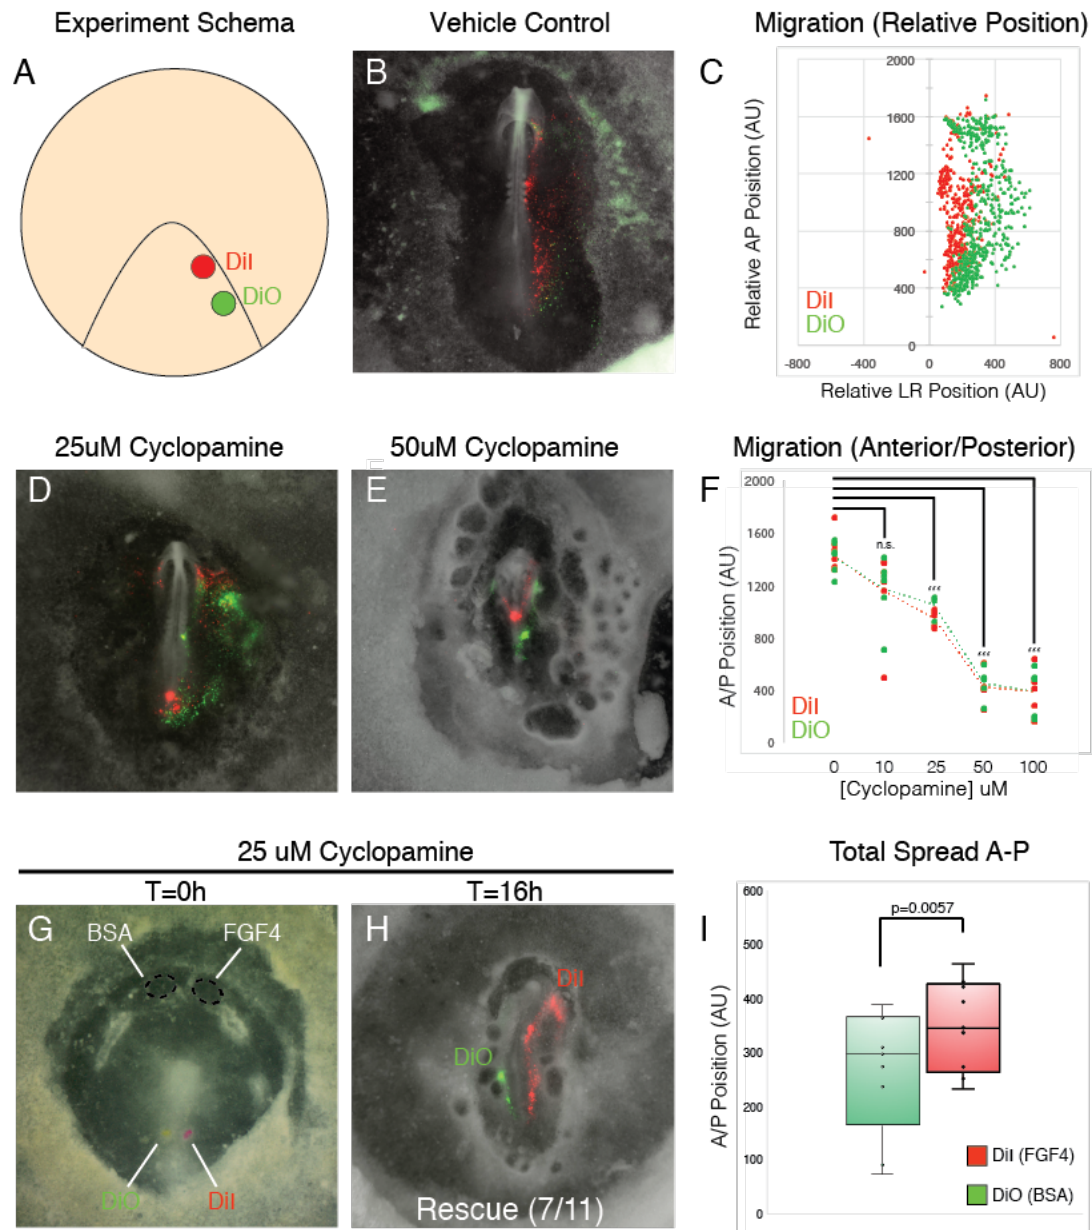 Experiment Schema
Vehicle Control
Migration (Relative Position)
A
DiI
DiO
B
C
2000
1600
1200
800
400
0
-800
-400
0
400
800
Relative AP Poisition (AU)
DiI
DiO
Relative LR Position (AU)
25uM Cyclopamine
50uM Cyclopamine
Migration (Anterior/Posterior)
D
E
F
2000
1600
1200
800
400
0
A/P Poisition (AU)
n.s.
DiI
DiO
0 10 25 50 100
[Cyclopamine] uM
25 uM Cyclopamine
Total Spread A-P
T=0h
T=16h
G
BSA
FGF4
DiO
DiI
H
DiI
DiO
Rescue (7/11)
I
600
500
400
300
200
100
0
A/P Poisition (AU)
p=0.0057
DiI (FGF4)
DiO (BSA)